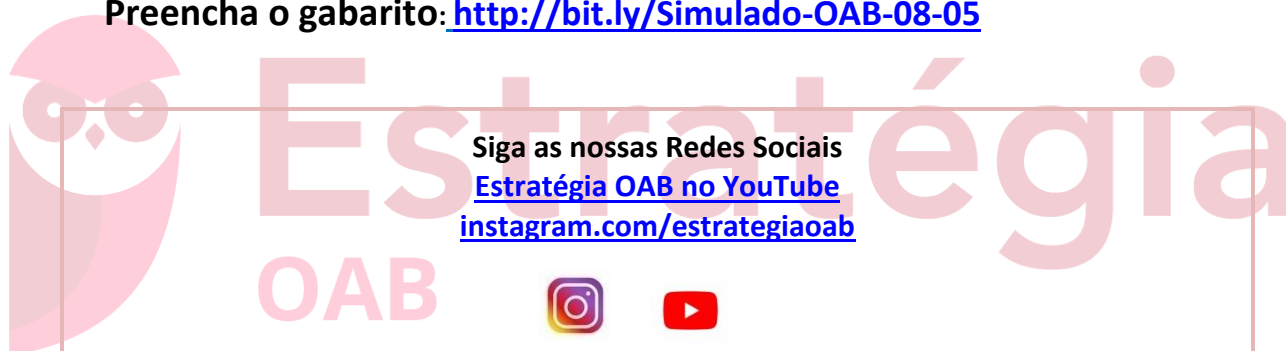 Preencha o gabarito: http://bit.ly/Simulado-OAB-08-05
Estratégia
OAB
Siga as nossas Redes Sociais
Estratégia OAB no YouTube
instagram.com/estrategiaoab